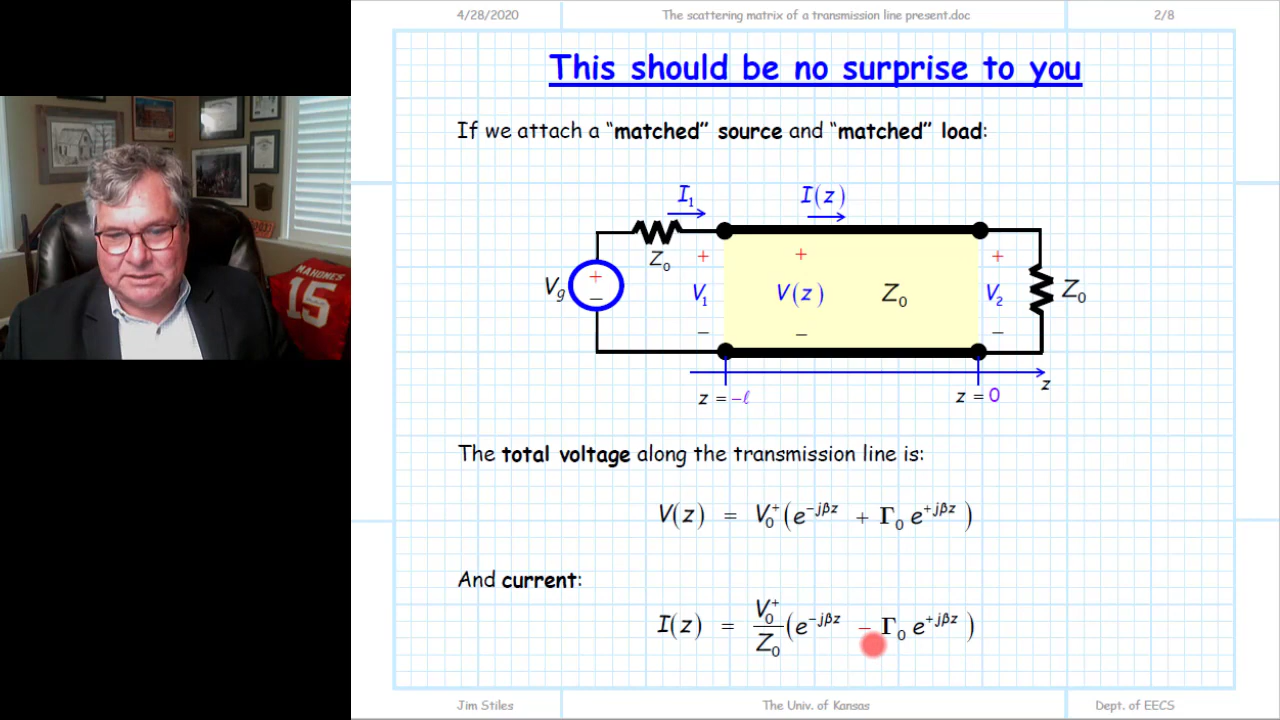 4/28/2020 The scattering matrix of a transmission line present.doc 2/8
This should be no surprise to you
If we attach a “matched” source and “matched” load:
I₁ I(z)
Z₀
+ + + +
V_g V₁ V(z) Z₀ V₂ Z₀
− − − −
z = −ℓ z = 0 z
The total voltage along the transmission line is:
V(z) = V₀⁺(e^{−jβz} + Γ₀ e^{+jβz})
And current:
I(z) = V₀⁺/Z₀ (e^{−jβz} − Γ₀ e^{+jβz})
Jim Stiles The Univ. of Kansas Dept. of EECS
MAHOMES
15